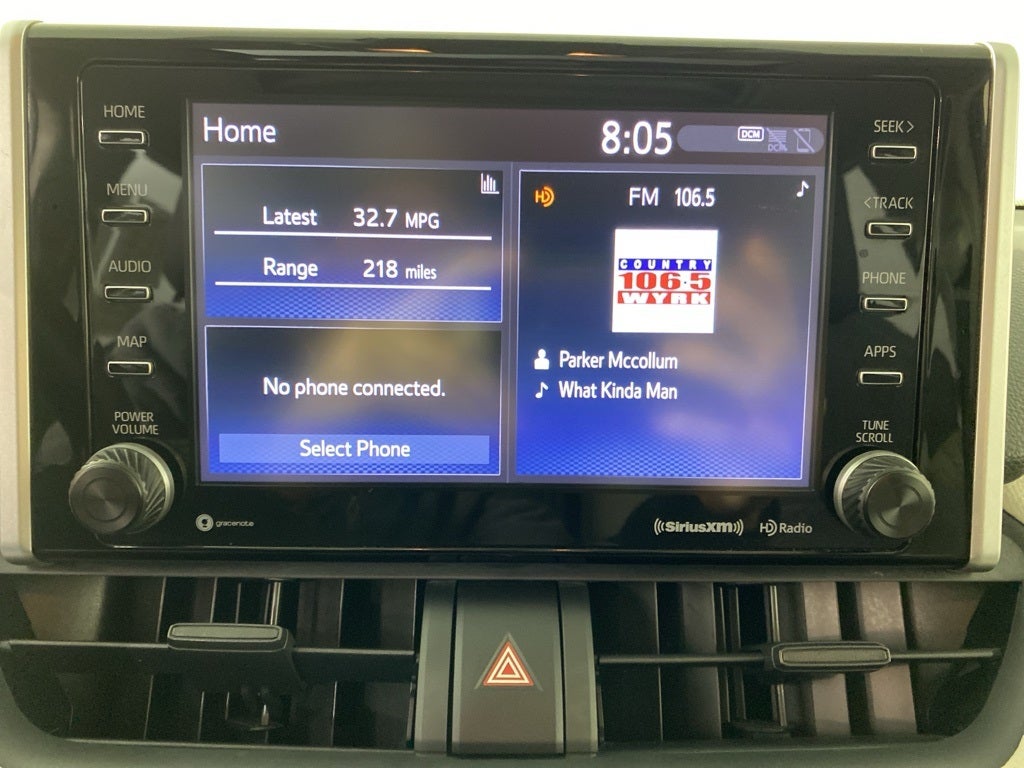 HOME
MENU
AUDIO
MAP
POWER
VOLUME
Home
8:05
DCM
DCM
Latest 32.7 MPG
Range 218 miles
No phone connected.
Select Phone
HD FM 106.5
COUNTRY
106.5
WYRK
Parker Mccollum
What Kinda Man
SEEK >
< TRACK
PHONE
APPS
TUNE
SCROLL
g gracenote
((SiriusXM))
HD Radio